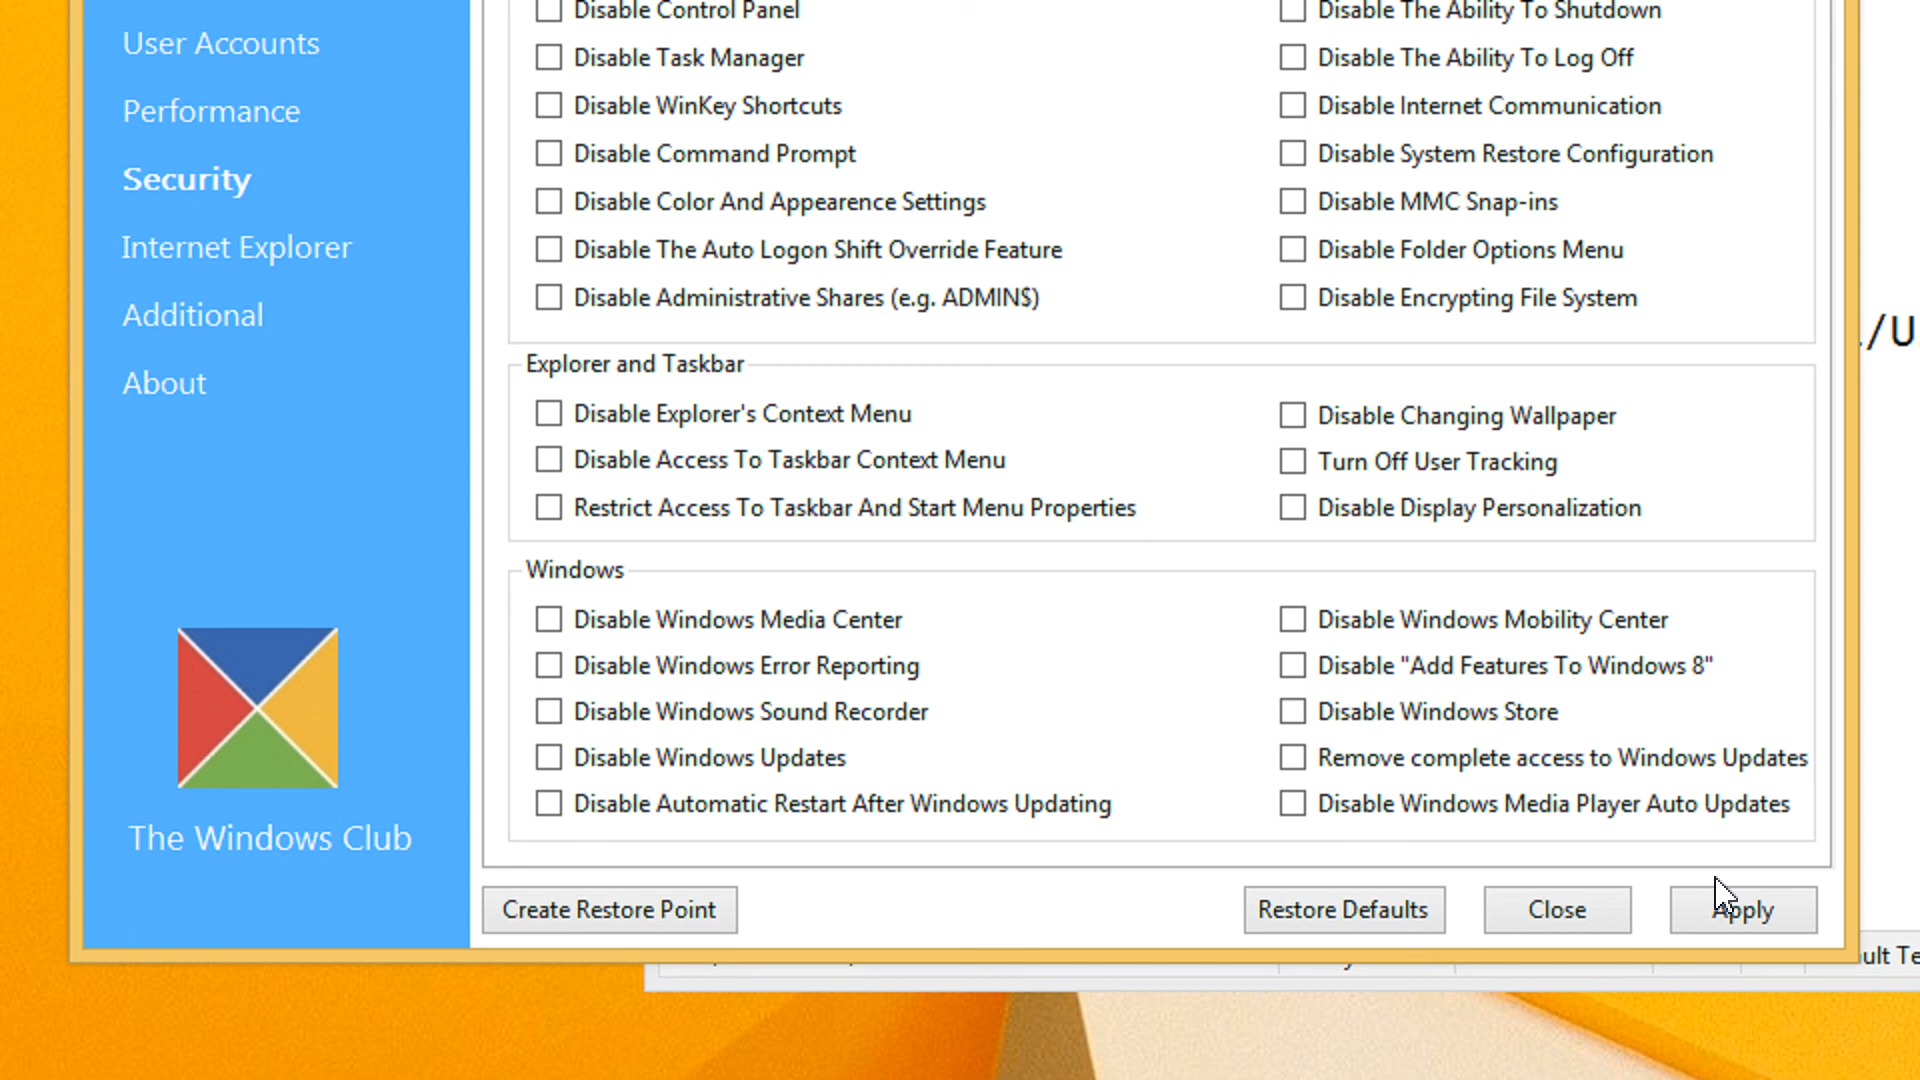 User Accounts
Performance
Security
Internet Explorer
Additional
About
The Windows Club
Disable Control Panel
Disable Task Manager
Disable WinKey Shortcuts
Disable Command Prompt
Disable Color And Appearence Settings
Disable The Auto Logon Shift Override Feature
Disable Administrative Shares (e.g. ADMIN$)
Disable The Ability To Shutdown
Disable The Ability To Log Off
Disable Internet Communication
Disable System Restore Configuration
Disable MMC Snap-ins
Disable Folder Options Menu
Disable Encrypting File System
Explorer and Taskbar
Disable Explorer's Context Menu
Disable Access To Taskbar Context Menu
Restrict Access To Taskbar And Start Menu Properties
Disable Changing Wallpaper
Turn Off User Tracking
Disable Display Personalization
Windows
Disable Windows Media Center
Disable Windows Error Reporting
Disable Windows Sound Recorder
Disable Windows Updates
Disable Automatic Restart After Windows Updating
Disable Windows Mobility Center
Disable "Add Features To Windows 8"
Disable Windows Store
Remove complete access to Windows Updates
Disable Windows Media Player Auto Updates
Create Restore Point
Restore Defaults
Close
Apply